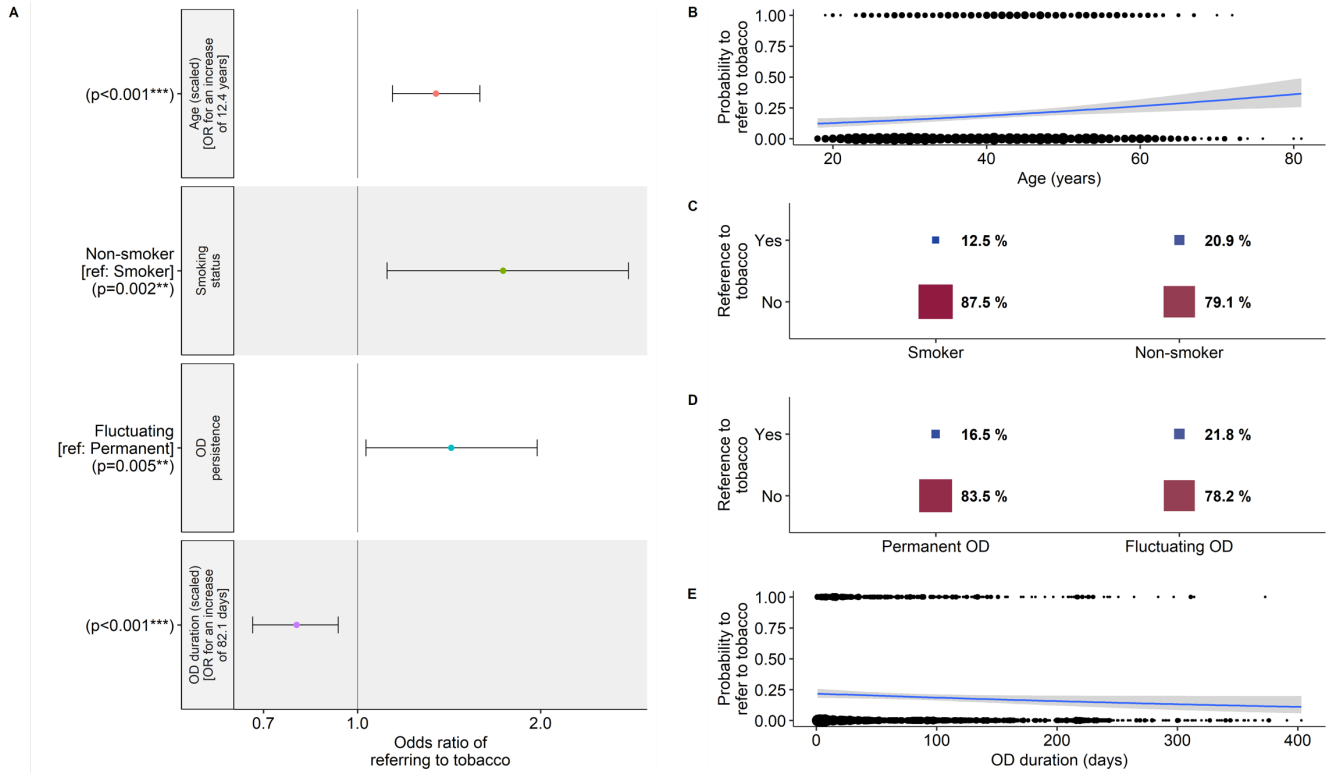 A
(p<0.001***)
Age (scaled)
[OR for an increase
of 12.4 years]
Non-smoker
[ref: Smoker]
(p=0.002**)
Smoking
status
Fluctuating
[ref: Permanent]
(p=0.005**)
OD
persistence
(p<0.001***)
OD duration (scaled)
[OR for an increase
of 82.1 days]
0.7
1.0
2.0
Odds ratio of
referring to tobacco
B
Probability to
refer to tobacco
1.00
0.75
0.50
0.25
0.00
20
40
60
80
Age (years)
C
Reference to
tobacco
Yes
12.5 %
20.9 %
No
87.5 %
79.1 %
Smoker
Non-smoker
D
Reference to
tobacco
Yes
16.5 %
21.8 %
No
83.5 %
78.2 %
Permanent OD
Fluctuating OD
E
Probability to
refer to tobacco
1.00
0.75
0.50
0.25
0.00
0
100
200
300
400
OD duration (days)